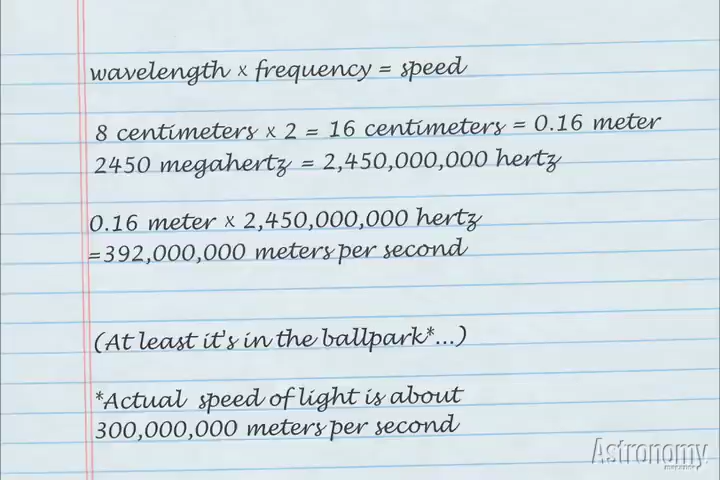 wavelength x frequency = speed
8 centimeters x 2 = 16 centimeters = 0.16 meter
2450 megahertz = 2,450,000,000 hertz
0.16 meter x 2,450,000,000 hertz
=392,000,000 meters per second
(At least it's in the ballpark*...)
*Actual speed of light is about
300,000,000 meters per second
Astronomy
magazine